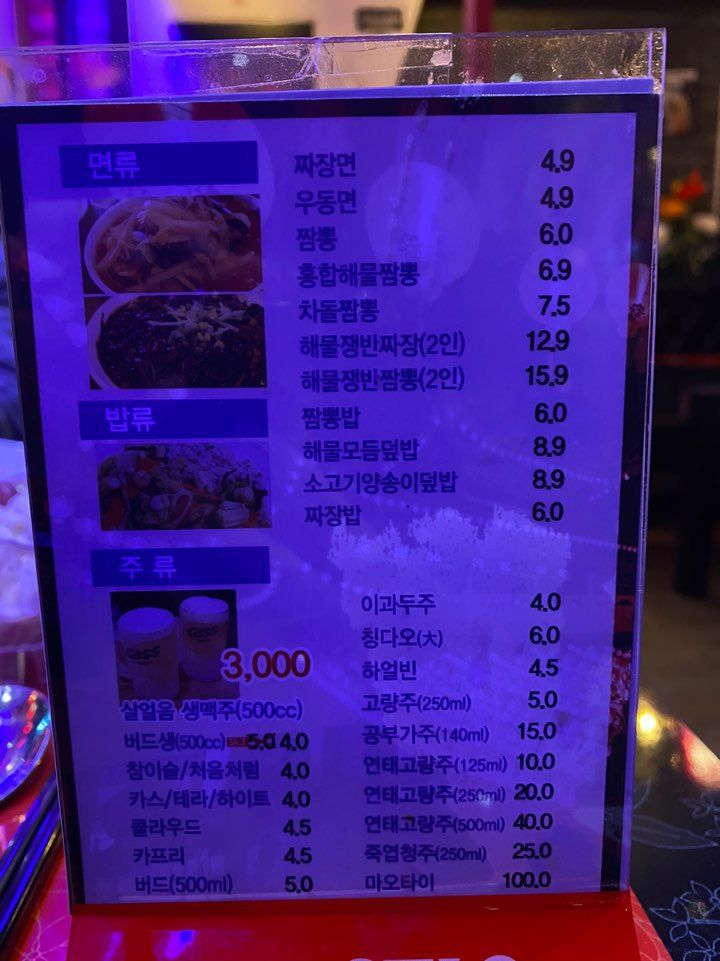 면류
짜장면 4.9
우동면 4.9
짬뽕 6.0
홍합해물짬뽕 6.9
차돌짬뽕 7.5
해물쟁반짜장(2인) 12.9
해물쟁반짬뽕(2인) 15.9
밥류
짬뽕밥 6.0
해물모듬덮밥 8.9
소고기양송이덮밥 8.9
짜장밥 6.0
주류
Cass
Cass
3,000
살얼음 생맥주(500cc)
버드생(500cc) 5.0 4.0
참이슬/처음처럼 4.0
카스/테라/하이트 4.0
클라우드 4.5
카프리 4.5
버드(500ml) 5.0
이과두주 4.0
칭다오(大) 6.0
하얼빈 4.5
고량주(250ml) 5.0
공부가주(140ml) 15.0
연태고량주(125ml) 10.0
연태고량주(250ml) 20.0
연태고량주(500ml) 40.0
죽엽청주(250ml) 25.0
마오타이 100.0